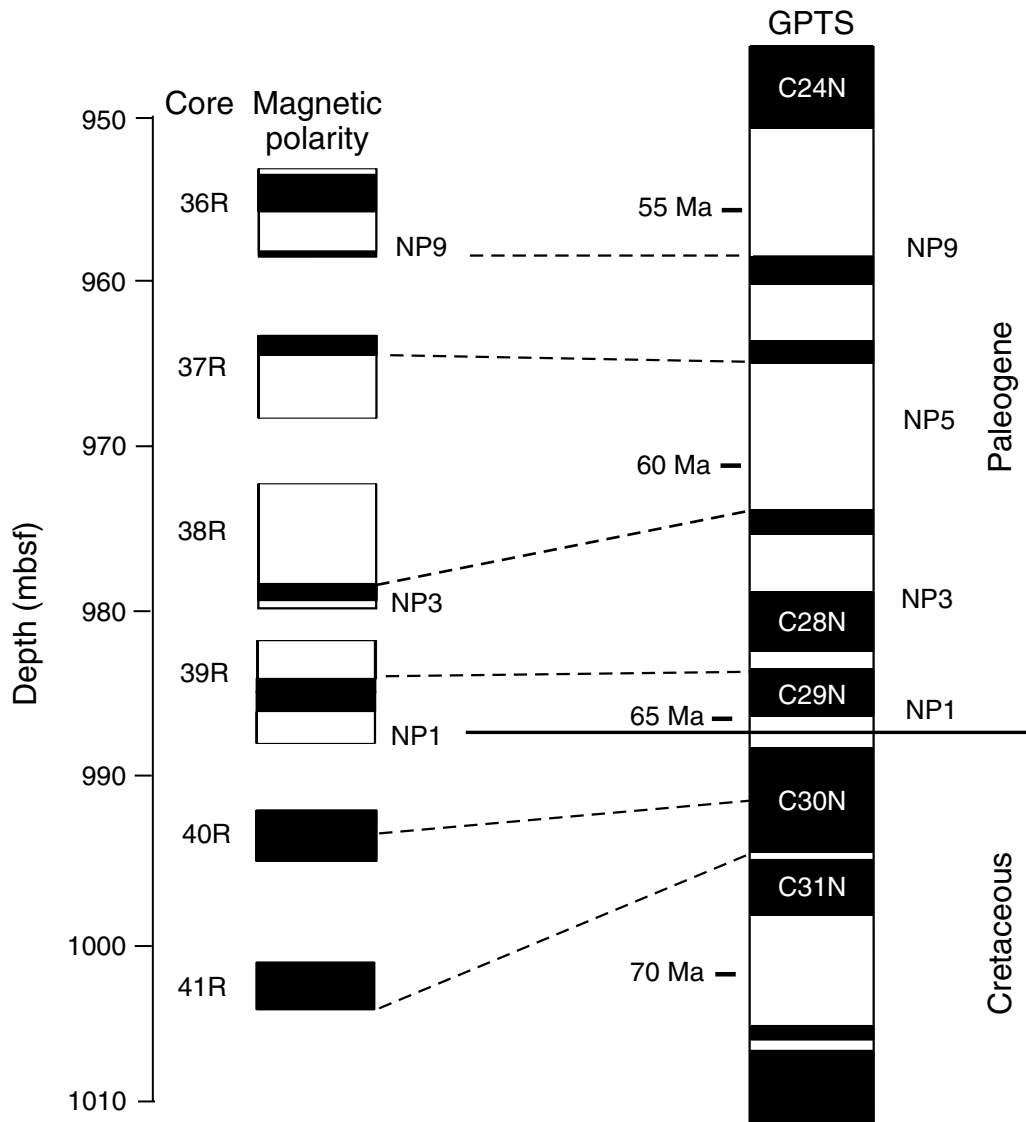 GPTS
Core
Magnetic
polarity
950
960
970
980
990
1000
1010
Depth (mbsf)
36R
37R
38R
39R
40R
41R
NP9
NP3
NP1
55 Ma
60 Ma
65 Ma
70 Ma
C24N
C28N
C29N
C30N
C31N
NP9
NP5
NP3
NP1
Paleogene
Cretaceous